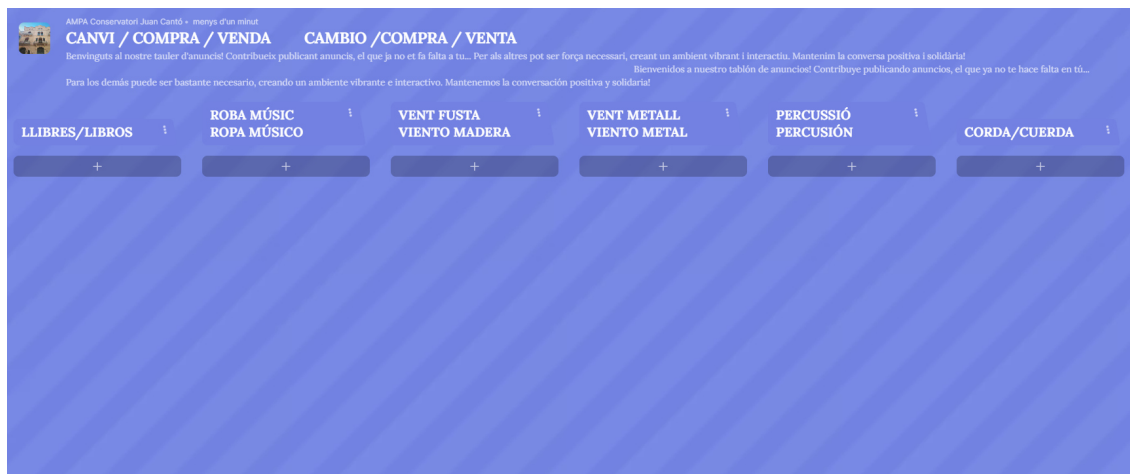 AMPA Conservatori Juan Cantó • menys d'un minut
CANVI / COMPRA / VENDA CAMBIO /COMPRA / VENTA
Benvinguts al nostre tauler d'anuncis! Contribueix publicant anuncis, el que ja no et fa falta a tu... Per als altres pot ser força necessari, creant un ambient vibrant i interactiu. Mantenim la conversa positiva i solidària!
Bienvenidos a nuestro tablón de anuncios! Contribuye publicando anuncios, el que ya no te hace falta en tú...
Para los demás puede ser bastante necesario, creando un ambiente vibrante e interactivo. Mantenemos la conversación positiva y solidaria!
LLIBRES/LIBROS
ROBA MÚSIC
ROPA MÚSICO
VENT FUSTA
VIENTO MADERA
VENT METALL
VIENTO METAL
PERCUSSIÓ
PERCUSIÓN
CORDA/CUERDA